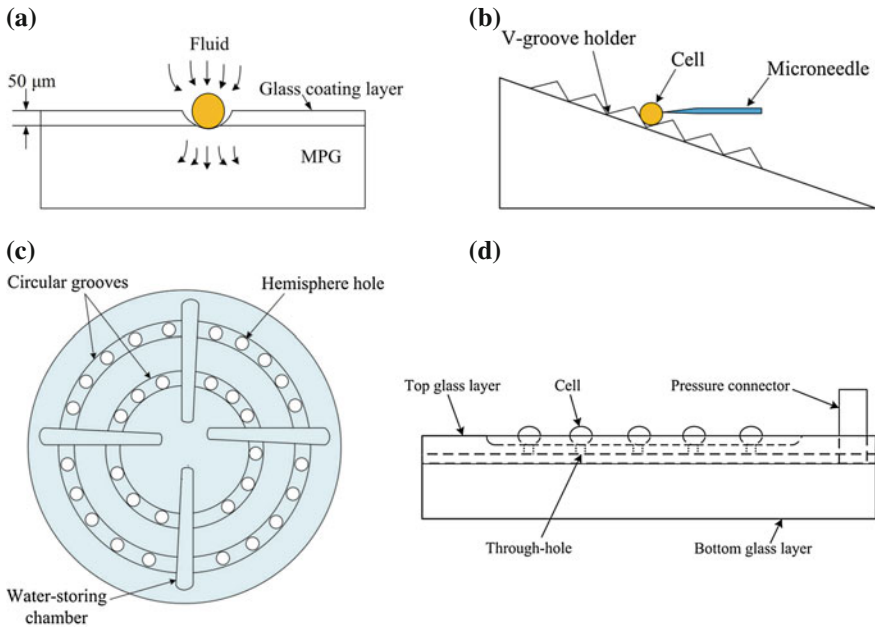 (a)
Fluid
50 μm
Glass coating layer
MPG
(b)
V-groove holder
Cell
Microneedle
(c)
Circular grooves
Hemisphere hole
Water-storing
chamber
(d)
Top glass layer
Cell
Pressure connector
Through-hole
Bottom glass layer